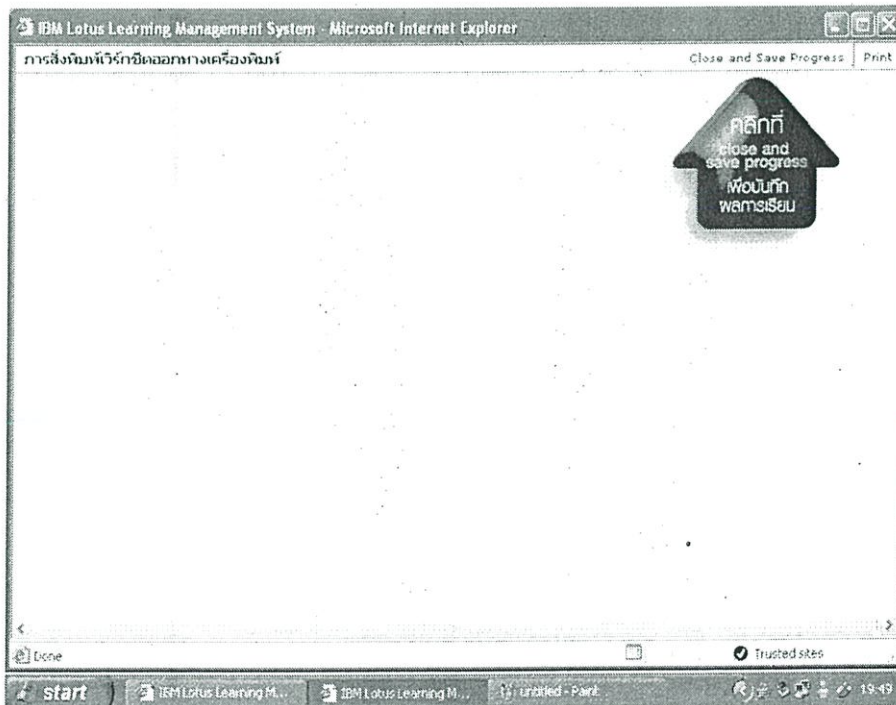 IBM Lotus Learning Management System - Microsoft Internet Explorer
การสั่งพิมพ์เวิร์กชีตออกทางเครื่องพิมพ์
Close and Save Progress
Print
คลิกที่
close and
save progress
เพื่อบันทึก
ผลการเรียน
Done
Trusted sites
start
IBM Lotus Learning M...
IBM Lotus Learning M...
untitled - Paint
19:49